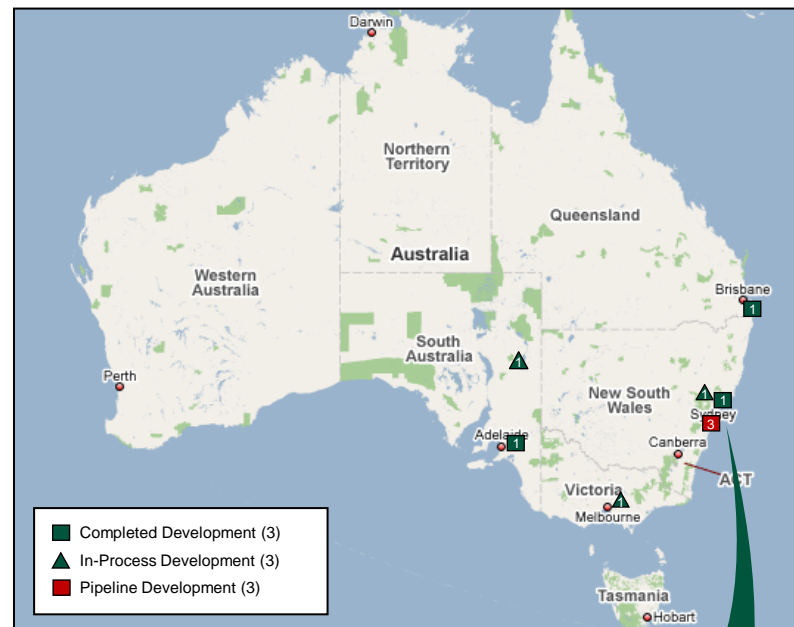 Darwin
Northern
Territory
Queensland
Australia
Western
Australia
Brisbane
1
South
Australia
1
Perth
New South
Wales
1
1
Sydney
3
Adelaide
1
Canberra
ACT
Victoria
1
Melbourne
Completed Development (3)
In-Process Development (3)
Pipeline Development (3)
Tasmania
Hobart